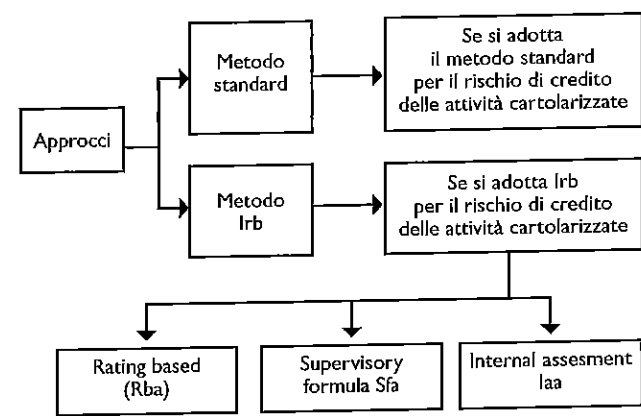 Approcci
Metodo
standard
Se si adotta
il metodo standard
per il rischio di credito
delle attività cartolarizzate
Metodo
Irb
Se si adotta Irb
per il rischio di credito
delle attività cartolarizzate
Rating based
(Rba)
Supervisory
formula Sfa
Internal assesment
Iaa